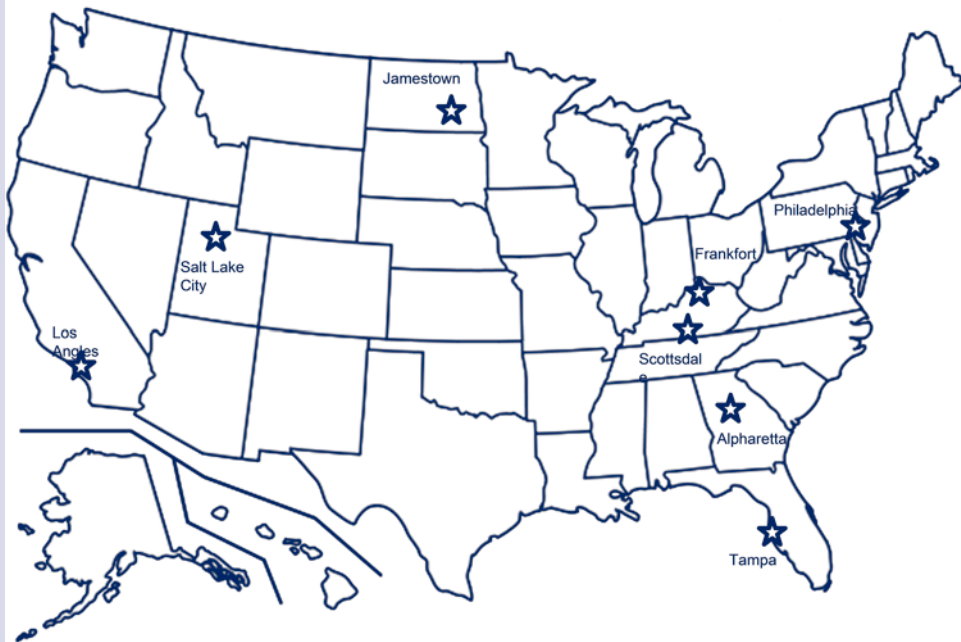 Jamestown
Philadelphia
Frankfort
Salt Lake
City
Los
Angles
Scottsdal
e
Alpharetta
Tampa